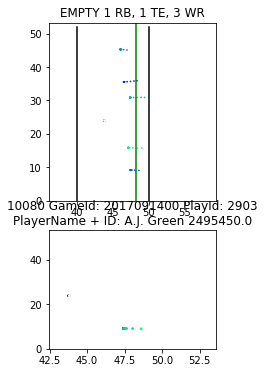 EMPTY 1 RB, 1 TE, 3 WR
50
40
30
20
10
0
40 45 50 55
10080 GameId: 2017091400 PlayId: 2903
PlayerName + ID: A.J. Green 2495450.0
40
20
0
42.5 45.0 47.5 50.0 52.5